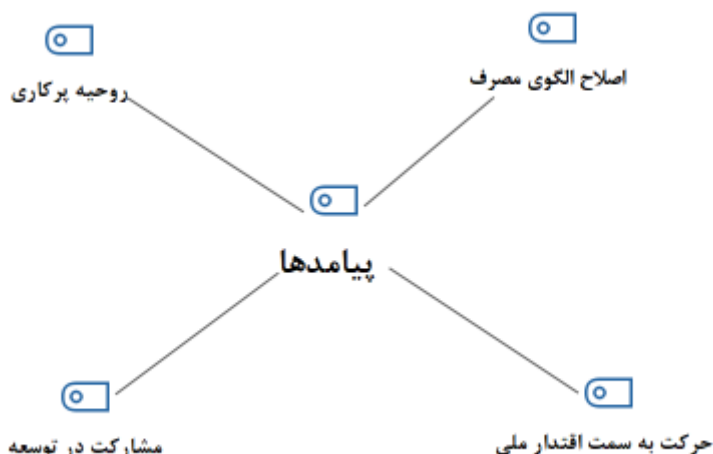 اصلاح الگوی مصرف
روحیه پرکاری
پیامدها
حرکت به سمت اقتدار ملی
مشارکت در توسعه